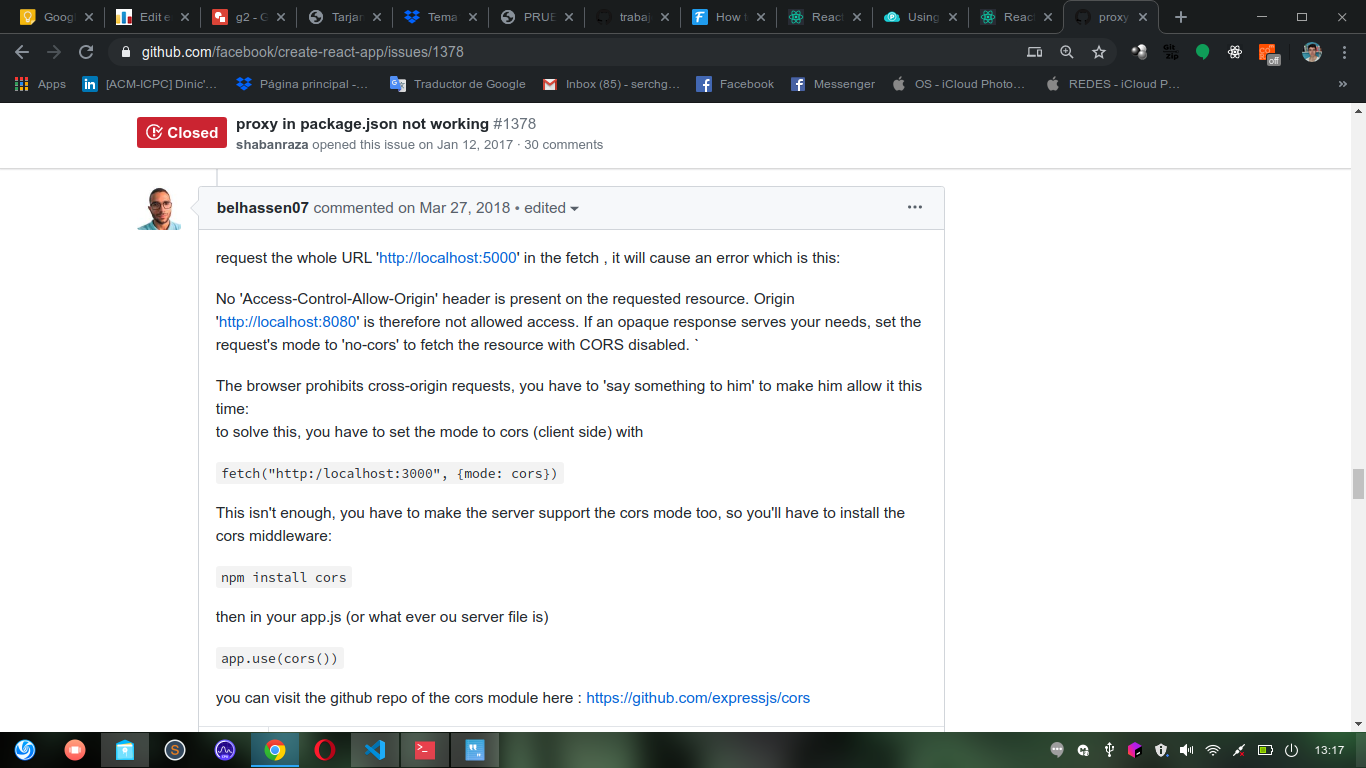 Googl
Edit e
g2 - G
Tarjan
Tema
PRUE
trabaj
How t
React
Using
React
proxy
github.com/facebook/create-react-app/issues/1378
Git
Zip
off
Apps
[ACM-ICPC] Dinic'…
Página principal -…
Traductor de Google
Inbox (85) - serchg…
Facebook
Messenger
OS - iCloud Photo…
REDES - iCloud P…
»
Closed
proxy in package.json not working #1378
shabanraza opened this issue on Jan 12, 2017 · 30 comments
belhassen07 commented on Mar 27, 2018 • edited
request the whole URL 'http://localhost:5000' in the fetch , it will cause an error which is this:
No 'Access-Control-Allow-Origin' header is present on the requested resource. Origin
'http://localhost:8080' is therefore not allowed access. If an opaque response serves your needs, set the
request's mode to 'no-cors' to fetch the resource with CORS disabled. `
The browser prohibits cross-origin requests, you have to 'say something to him' to make him allow it this
time:
to solve this, you have to set the mode to cors (client side) with
fetch("http:/localhost:3000", {mode: cors})
This isn't enough, you have to make the server support the cors mode too, so you'll have to install the
cors middleware:
npm install cors
then in your app.js (or what ever ou server file is)
app.use(cors())
you can visit the github repo of the cors module here : https://github.com/expressjs/cors
13:17